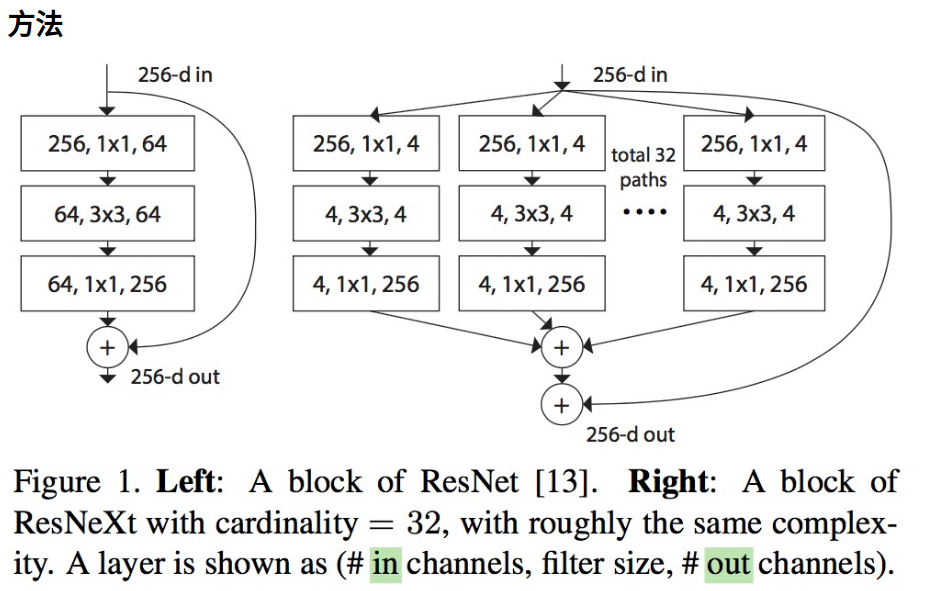 方法
256-d in
256, 1x1, 64
64, 3x3, 64
64, 1x1, 256
+
256-d out
256-d in
256, 1x1, 4
256, 1x1, 4
total 32
paths
256, 1x1, 4
4, 3x3, 4
4, 3x3, 4
....
4, 3x3, 4
4, 1x1, 256
4, 1x1, 256
4, 1x1, 256
+
+
256-d out
Figure 1. Left: A block of ResNet [13]. Right: A block of
ResNeXt with cardinality = 32, with roughly the same complex-
ity. A layer is shown as (# in channels, filter size, # out channels).